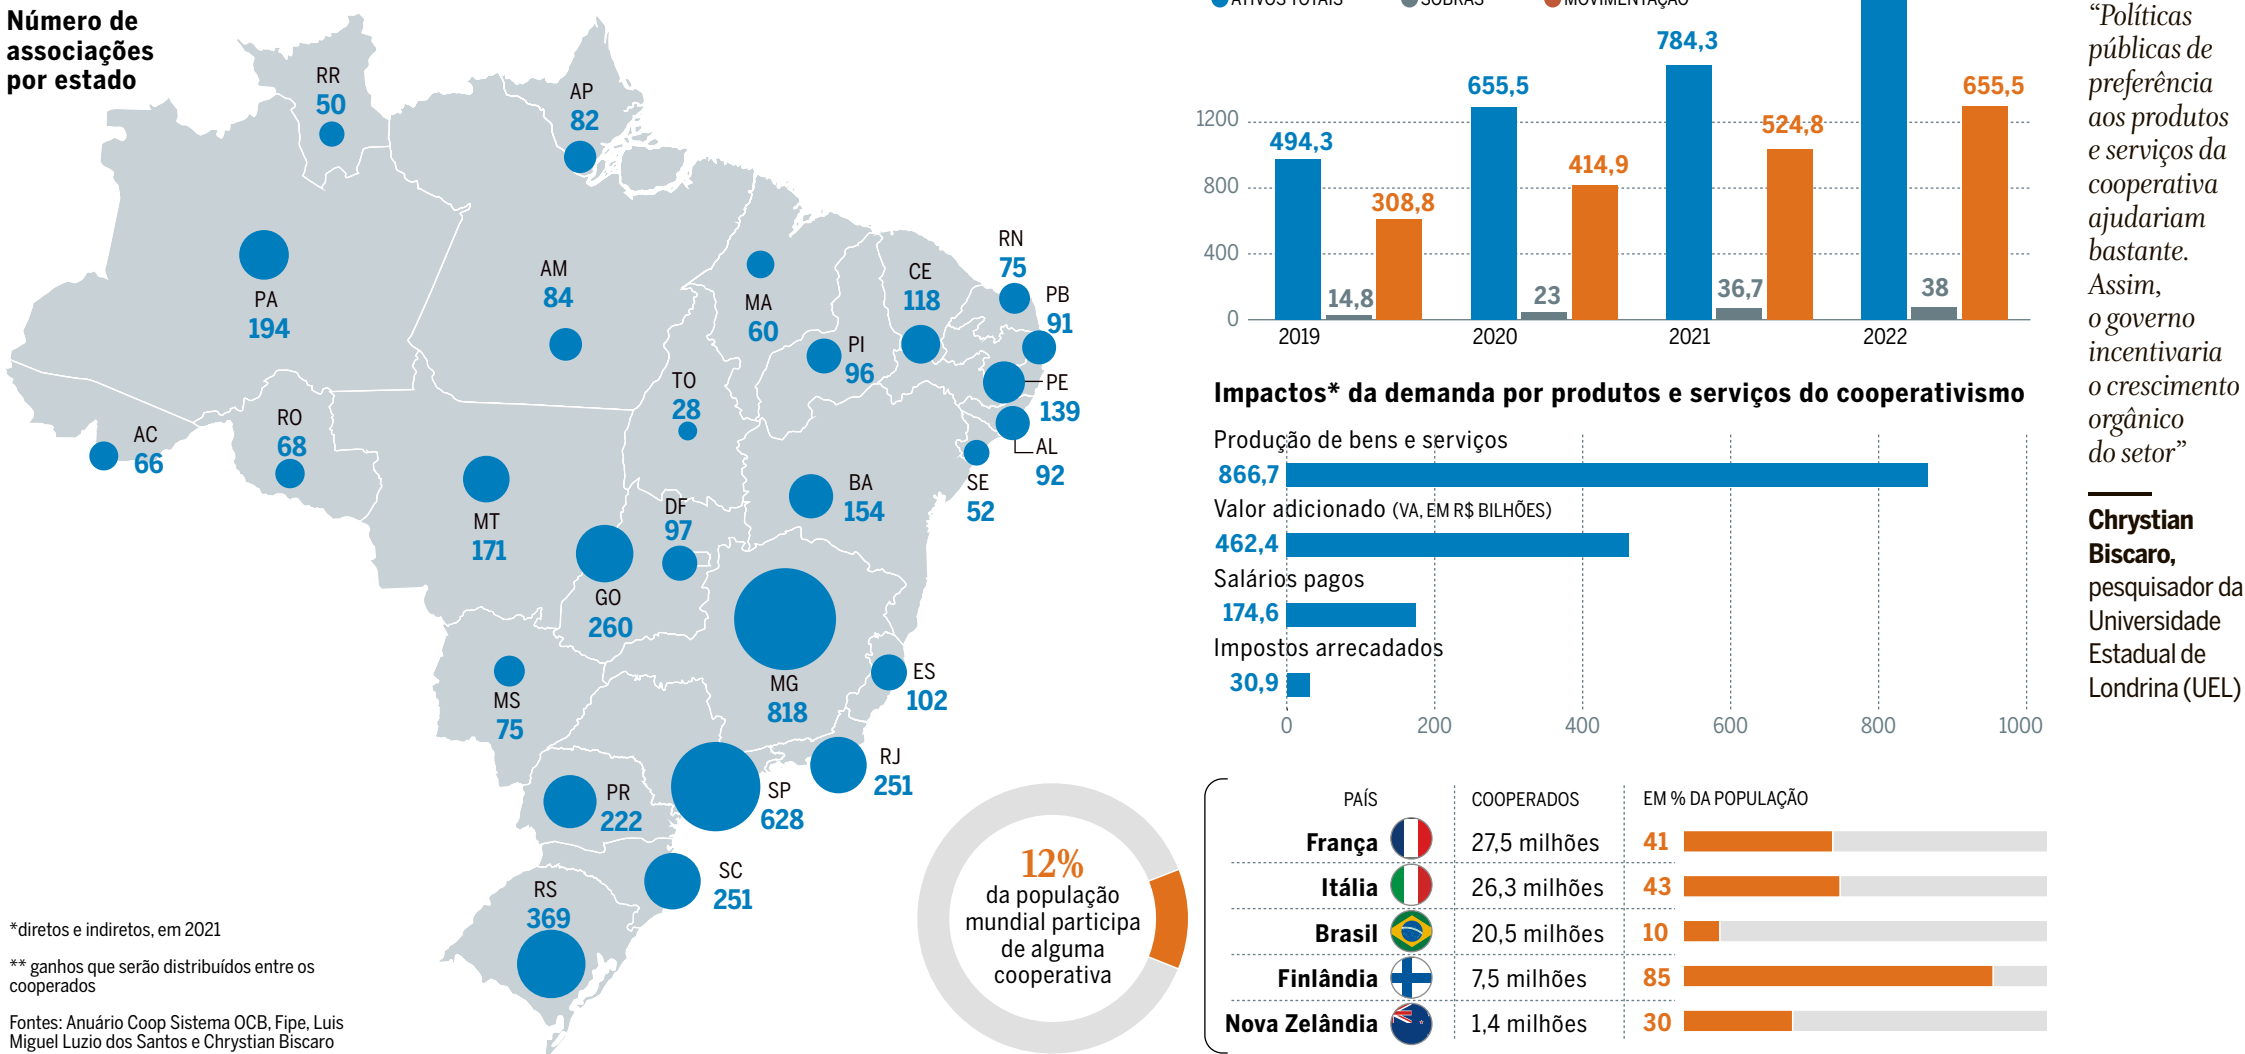 Número de
associações
por estado
RR
50
AP
82
PA
194
AM
84
MA
60
CE
118
RN
75
PB
91
PI
96
PE
139
AL
92
SE
52
TO
28
AC
66
RO
68
MT
171
BA
154
DF
97
GO
260
MG
818
ES
102
MS
75
RJ
251
SP
628
PR
222
SC
251
RS
369
*diretos e indiretos, em 2021
** ganhos que serão distribuídos entre os
cooperados
Fontes: Anuário Coop Sistema OCB, Fipe, Luis
Miguel Luzio dos Santos e Chrystian Biscaro
ATIVOS TOTAIS SOBRAS MOVIMENTAÇÃO
1200
800
400
0
494,3
14,8
308,8
655,5
23
414,9
784,3
36,7
524,8
38
655,5
2019 2020 2021 2022
Impactos* da demanda por produtos e serviços do cooperativismo
Produção de bens e serviços
866,7
Valor adicionado (VA, EM R$ BILHÕES)
462,4
Salários pagos
174,6
Impostos arrecadados
30,9
0 200 400 600 800 1000
12%
da população
mundial participa
de alguma
cooperativa
PAÍS COOPERADOS EM % DA POPULAÇÃO
França 27,5 milhões 41
Itália 26,3 milhões 43
Brasil 20,5 milhões 10
Finlândia 7,5 milhões 85
Nova Zelândia 1,4 milhões 30
“Políticas
públicas de
preferência
aos produtos
e serviços da
cooperativa
ajudariam
bastante.
Assim,
o governo
incentivaria
o crescimento
orgânico
do setor”
Chrystian
Biscaro,
pesquisador da
Universidade
Estadual de
Londrina (UEL)